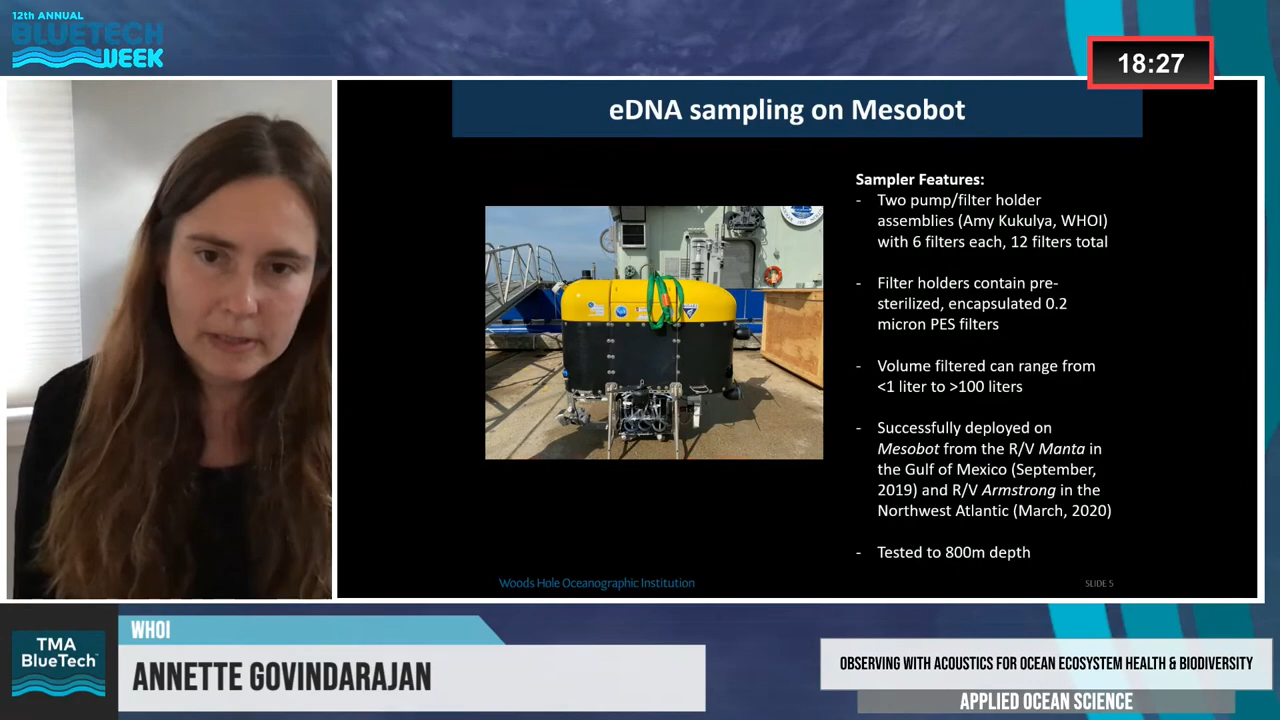 12th ANNUAL
BLUETECH
WEEK
18:27
eDNA sampling on Mesobot
Sampler Features:
- Two pump/filter holder
assemblies (Amy Kukulya, WHOI)
with 6 filters each, 12 filters total
- Filter holders contain pre-
sterilized, encapsulated 0.2
micron PES filters
- Volume filtered can range from
<1 liter to >100 liters
- Successfully deployed on
Mesobot from the R/V Manta in
the Gulf of Mexico (September,
2019) and R/V Armstrong in the
Northwest Atlantic (March, 2020)
- Tested to 800m depth
Woods Hole Oceanographic Institution
SLIDE 5
TMA
BlueTech™
WHOI
ANNETTE GOVINDARAJAN
OBSERVING WITH ACOUSTICS FOR OCEAN ECOSYSTEM HEALTH & BIODIVERSITY
APPLIED OCEAN SCIENCE